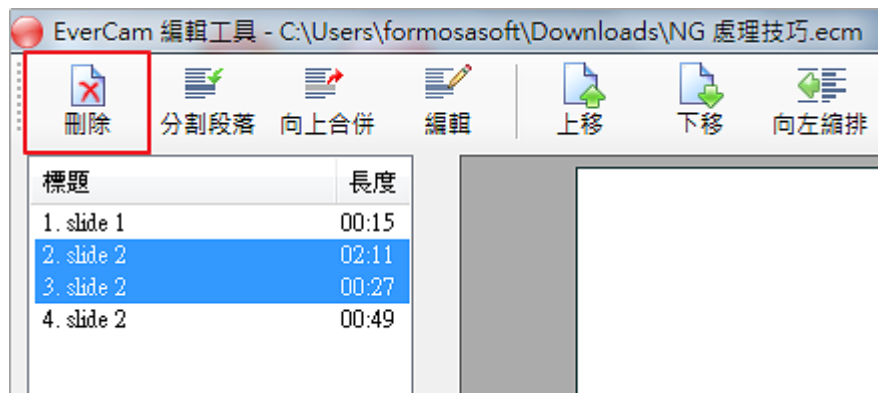 EverCam 編輯工具 - C:\Users\formosasoft\Downloads\NG 處理技巧.ecm
刪除 分割段落 向上合併 編輯 上移 下移 向左縮排
標題 長度
1. slide 1 00:15
2. slide 2 02:11
3. slide 2 00:27
4. slide 2 00:49